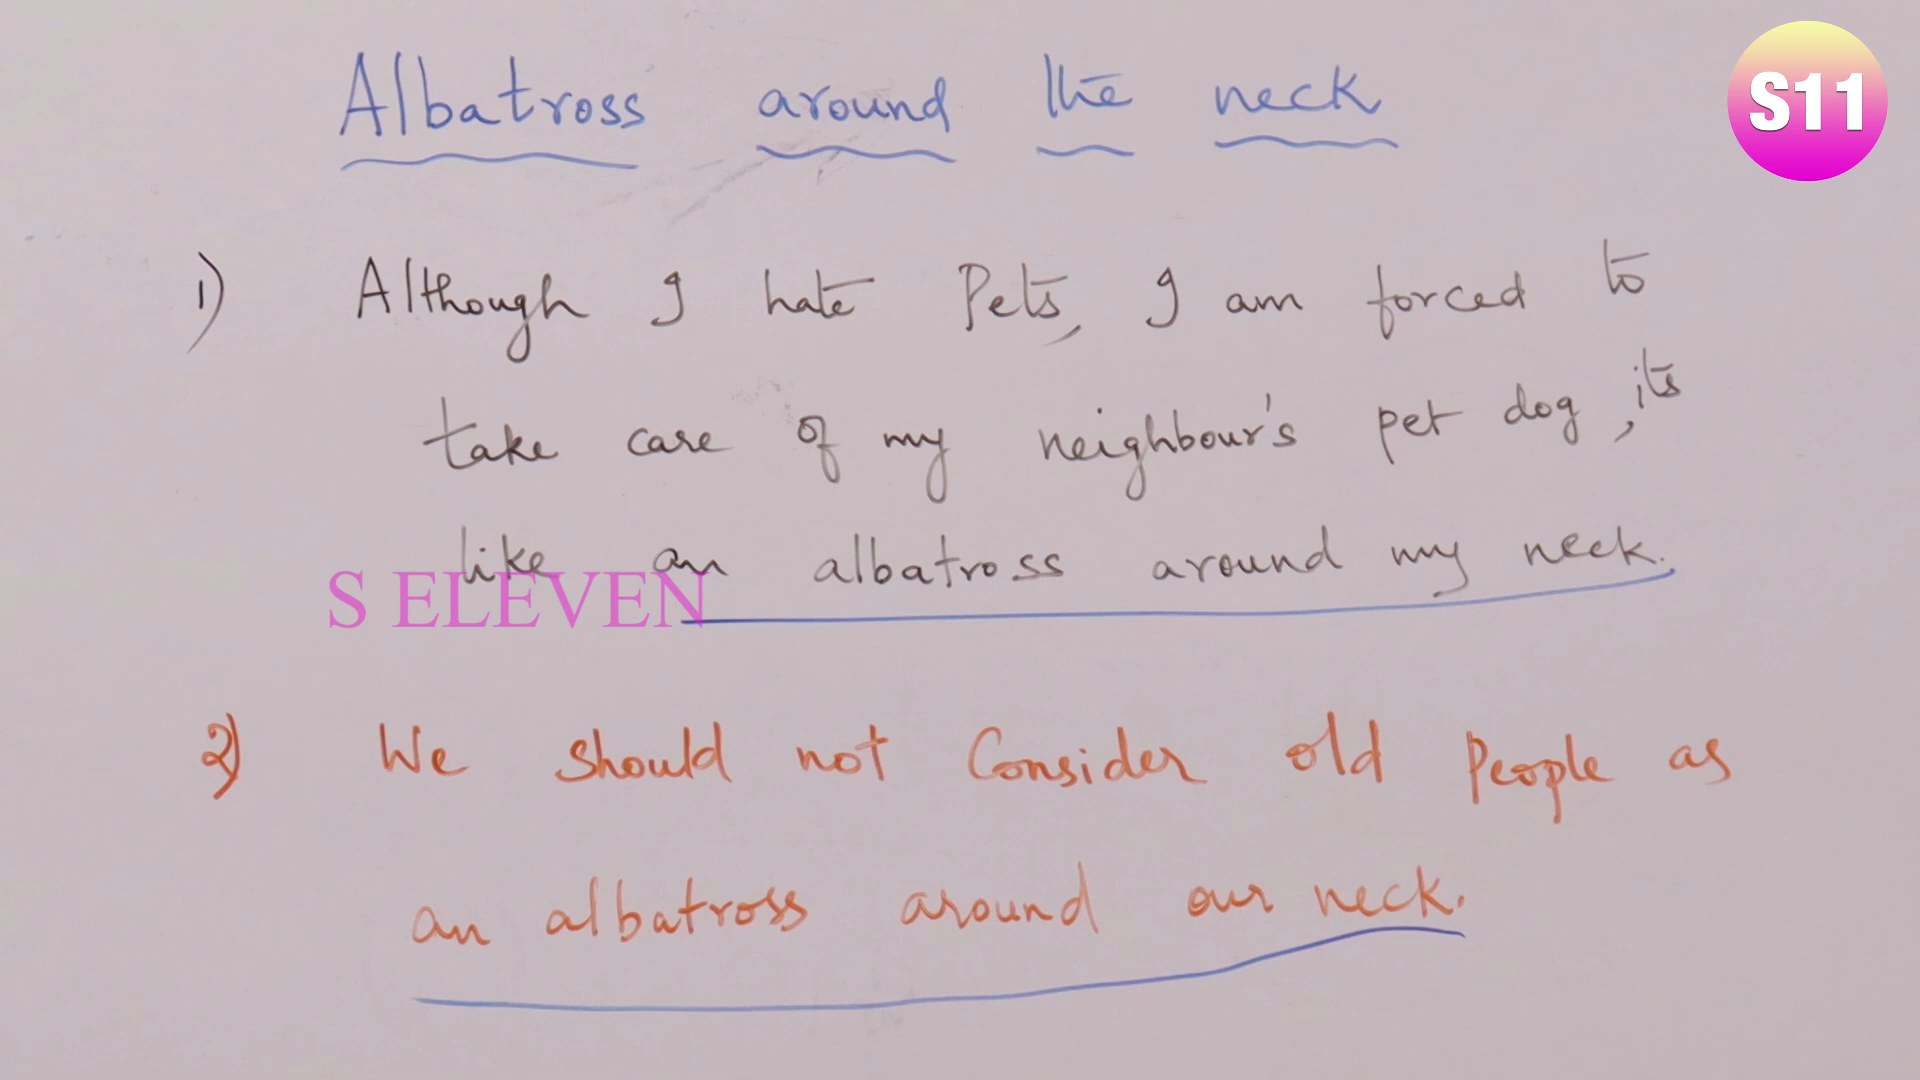 Albatross around the neck
S11
1) Although I hate Pets, I am forced to
take care of my neighbour's pet dog, its
like an albatross around my neck.
S ELEVEN
2) We should not Consider old People as
an albatross around our neck.